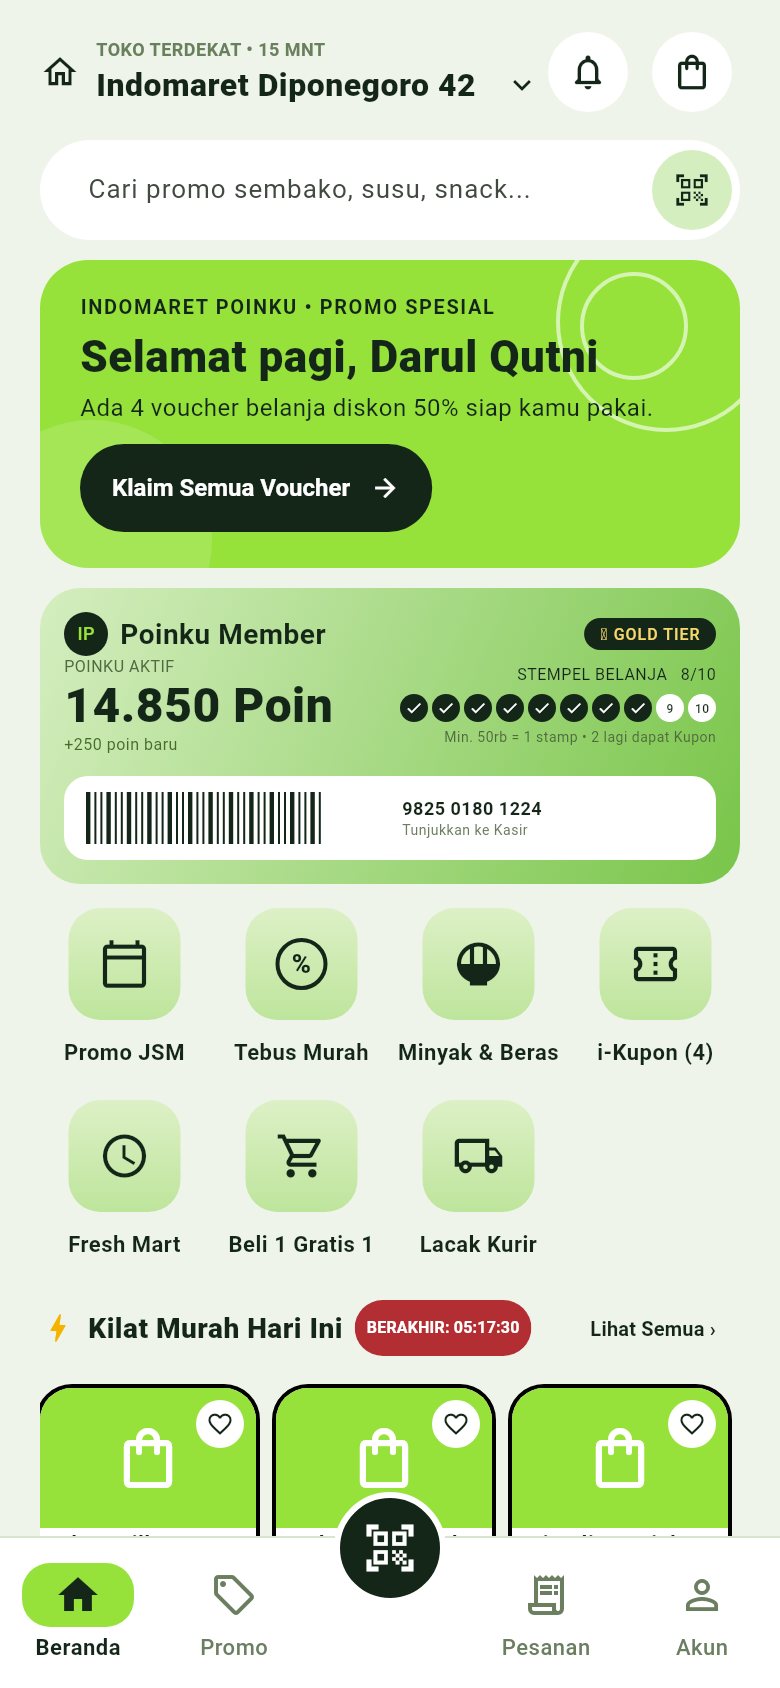 TOKO TERDEKAT • 15 MNT
Indomaret Diponegoro 42
Cari promo sembako, susu, snack...
INDOMARET POINKU • PROMO SPESIAL
Selamat pagi, Darul Qutni
Ada 4 voucher belanja diskon 50% siap kamu pakai.
Klaim Semua Voucher
IP Poinku Member
GOLD TIER
POINKU AKTIF
14.850 Poin
+250 poin baru
STEMPEL BELANJA 8/10
9 10
Min. 50rb = 1 stamp • 2 lagi dapat Kupon
9825 0180 1224
Tunjukkan ke Kasir
%
Promo JSM Tebus Murah Minyak & Beras i-Kupon (4)
Fresh Mart Beli 1 Gratis 1 Lacak Kurir
Kilat Murah Hari Ini BERAKHIR: 05:17:30 Lihat Semua ›
Beranda Promo Pesanan Akun